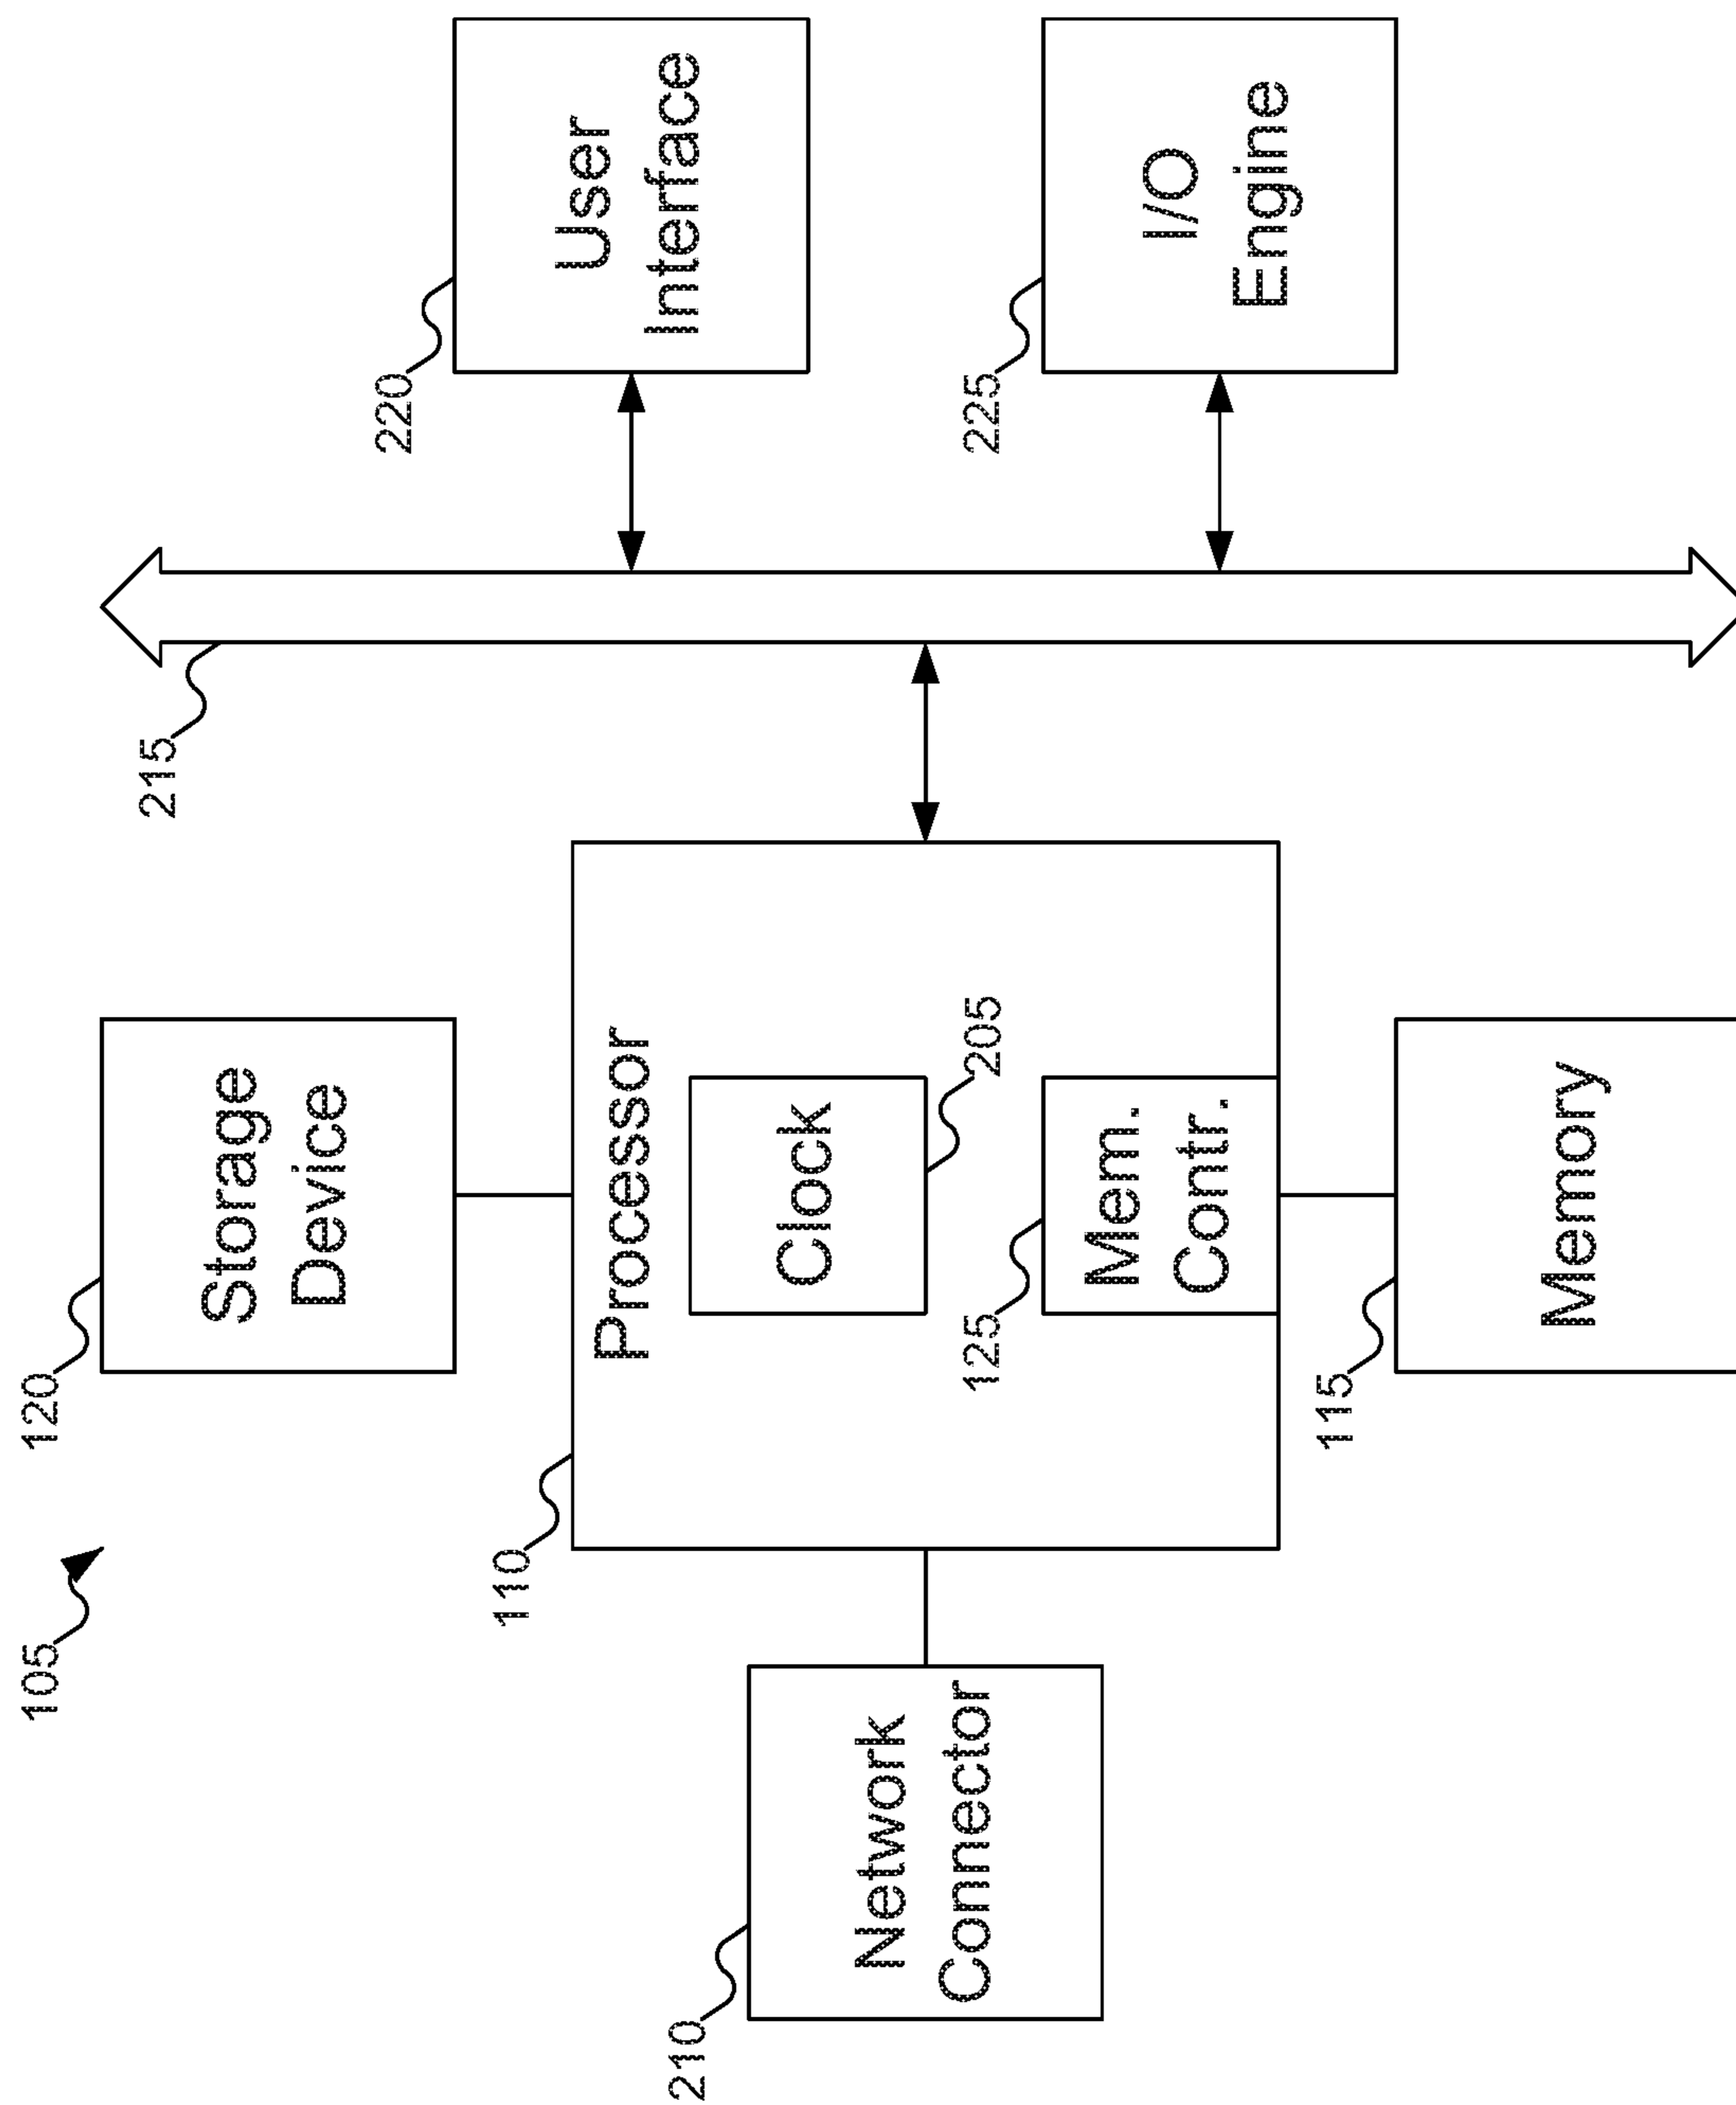 105
120
Storage
Device
215
220
User
Interface
110
Processor
Clock
205
210
Network
Connector
125
Mem.
Contr.
225
I/O
Engine
115
Memory